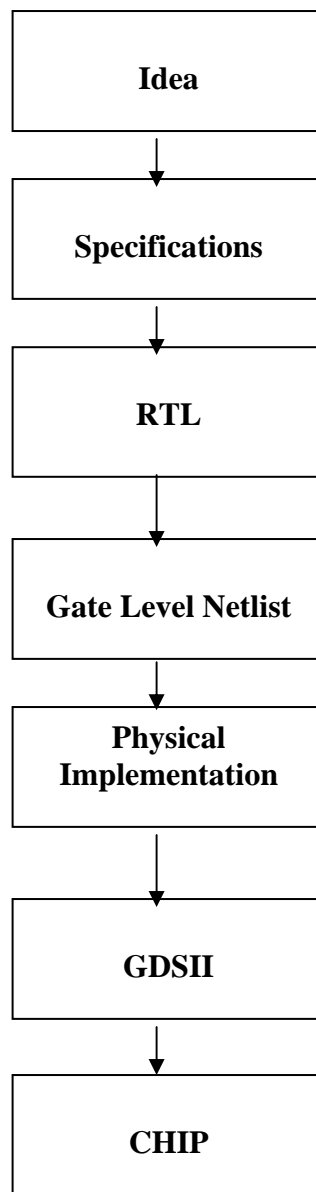 Idea
Specifications
RTL
Gate Level Netlist
Physical
Implementation
GDSII
CHIP